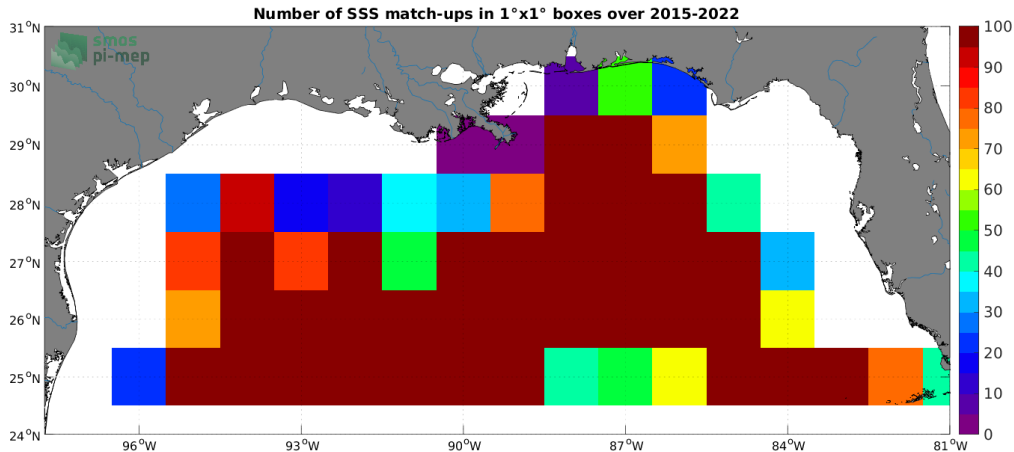 Number of SSS match-ups in 1°x1° boxes over 2015-2022
smos
pi-mep
31°N
30°N
29°N
28°N
27°N
26°N
25°N
24°N
96°W
93°W
90°W
87°W
84°W
81°W
100
90
80
70
60
50
40
30
20
10
0